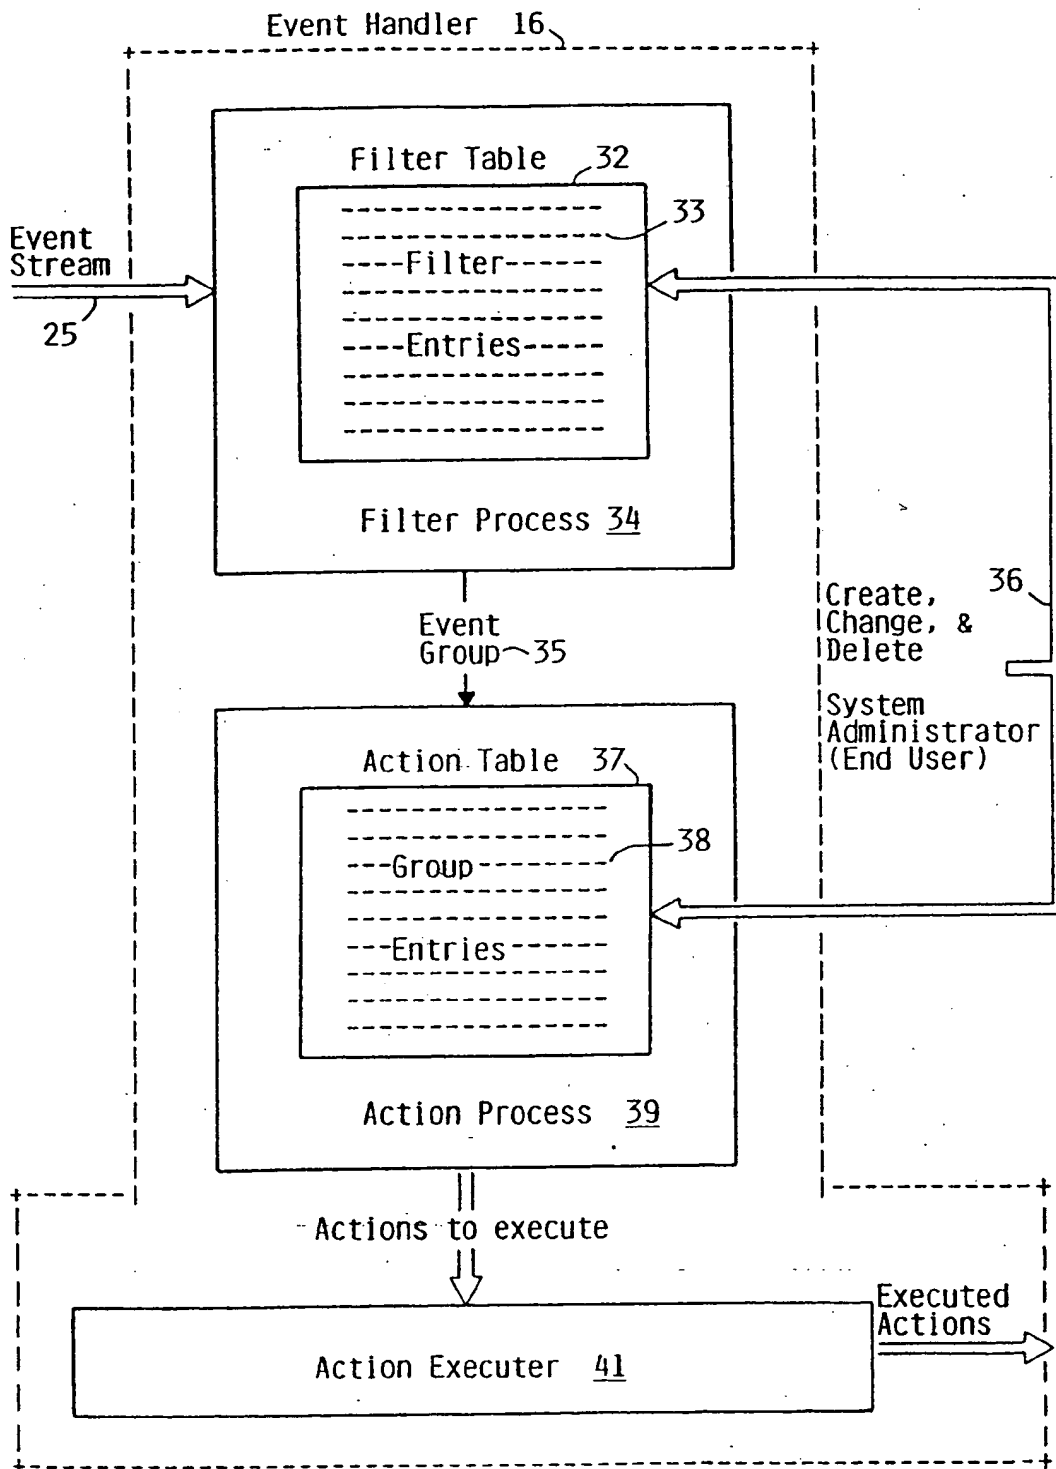 Event Handler 16
Filter Table 32
33
Event
Stream
Filter
25
Entries
Filter Process 34
36
Create,
Change, &
Delete
Event
Group 35
System
Administrator
(End User)
Action Table 37
38
Group
Entries
Action Process 39
Actions to execute
Executed
Actions
Action Executer 41